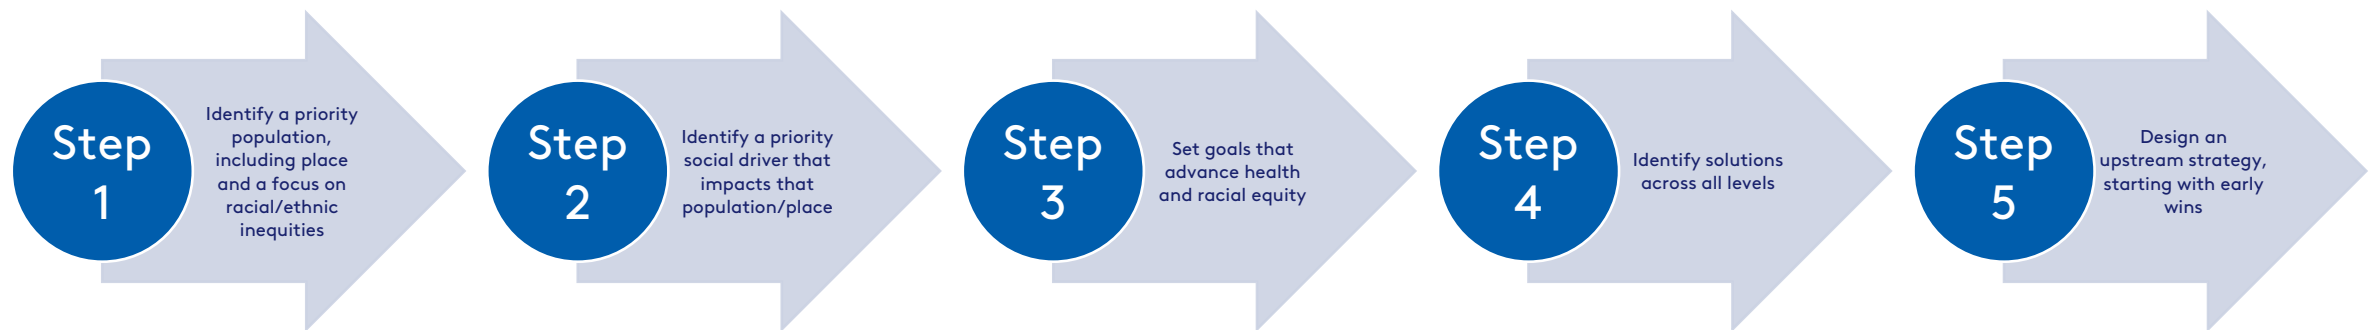 Step
1
Identify a priority
population,
including place
and a focus on
racial/ethnic
inequities
Step
2
Identify a priority
social driver that
impacts that
population/place
Step
3
Set goals that
advance health
and racial equity
Step
4
Identify solutions
across all levels
Step
5
Design an
upstream strategy,
starting with early
wins